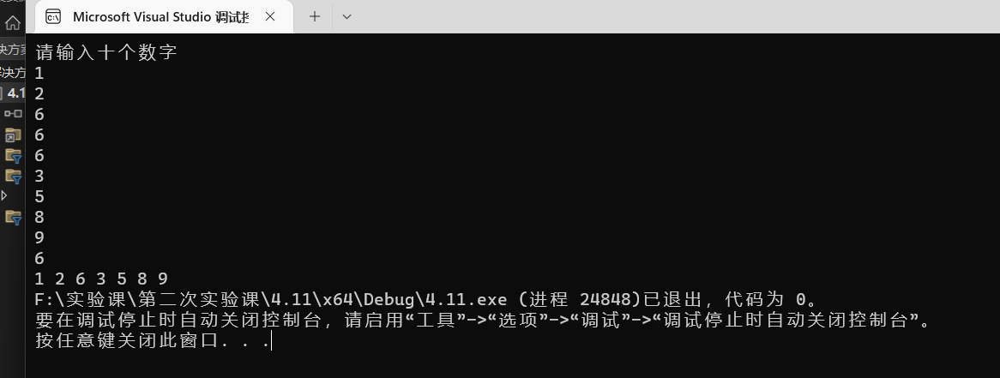 Microsoft Visual Studio 调试控
决方案
解决方
4.1
请输入十个数字
1
2
6
6
6
3
5
8
9
6
1 2 6 3 5 8 9
F:\实验课\第二次实验课\4.11\x64\Debug\4.11.exe (进程 24848)已退出，代码为 0。
要在调试停止时自动关闭控制台，请启用“工具”->“选项”->“调试”->“调试停止时自动关闭控制台”。
按任意键关闭此窗口. . .